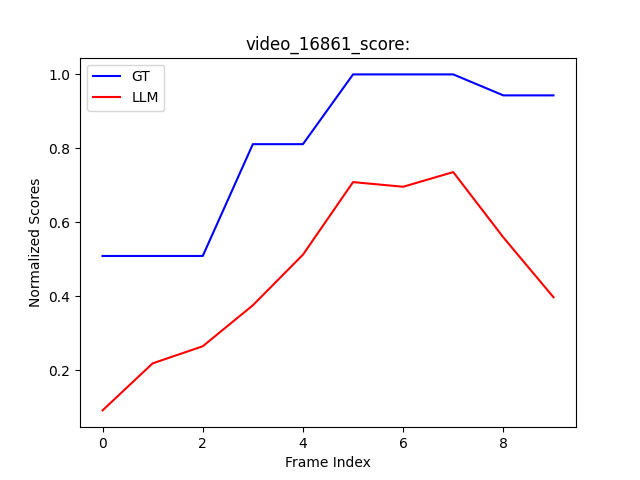 video_16861_score:
GT
LLM
1.0
0.8
0.6
0.4
0.2
Normalized Scores
0 2 4 6 8
Frame Index